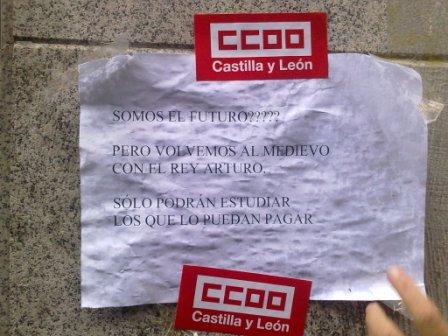 CCOO
Castilla y León
SOMOS EL FUTURO?????
PERO VOLVEMOS AL MEDIEVO
CON EL REY ARTURO.
SÓLO PODRÁN ESTUDIAR
LOS QUE LO PUEDAN PAGAR
CCOO
Castilla y León